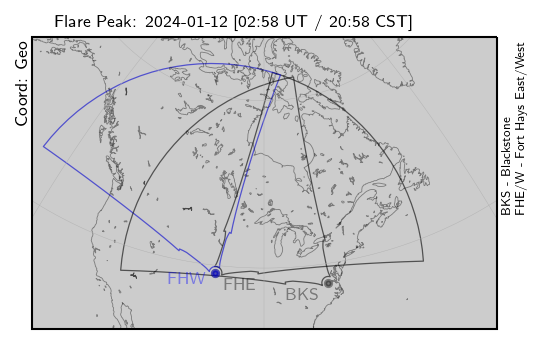 Flare Peak: 2024-01-12 [02:58 UT / 20:58 CST]
Coord: Geo
BKS - Blackstone
FHE/W - Fort Hays East/West
FHW
FHE
BKS